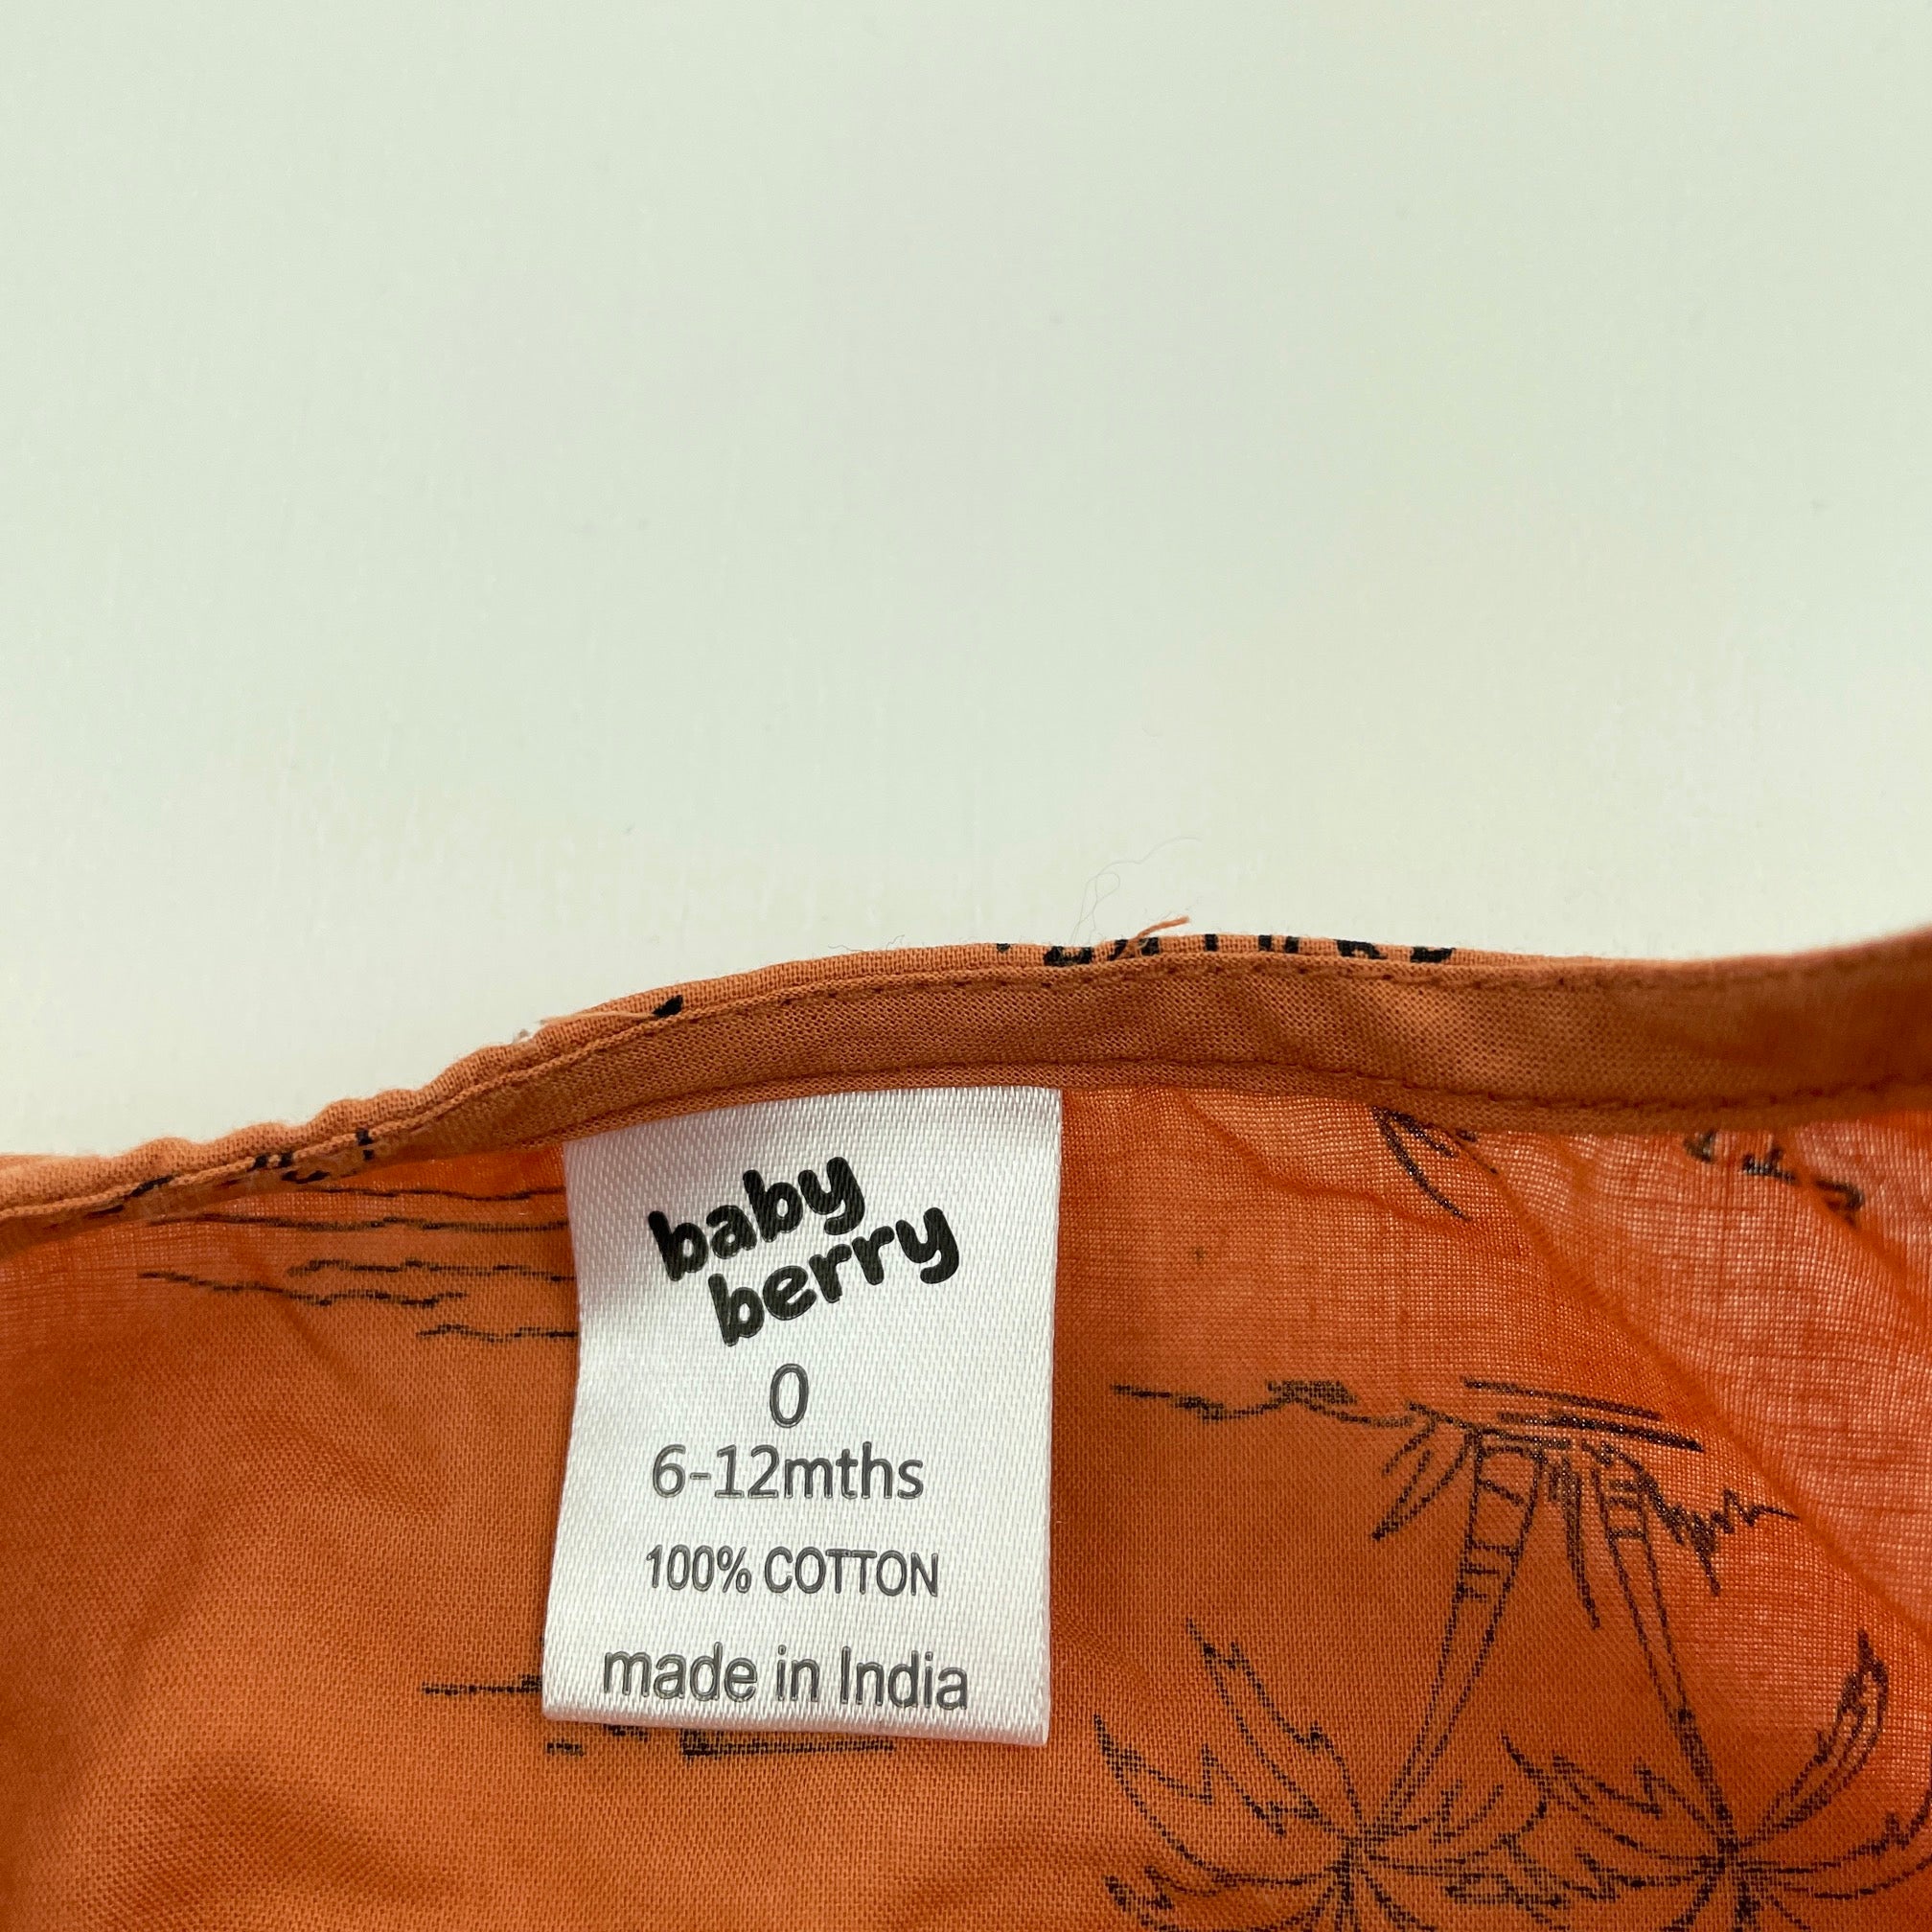 baby
berry
0
6-12mths
100% COTTON
made in India